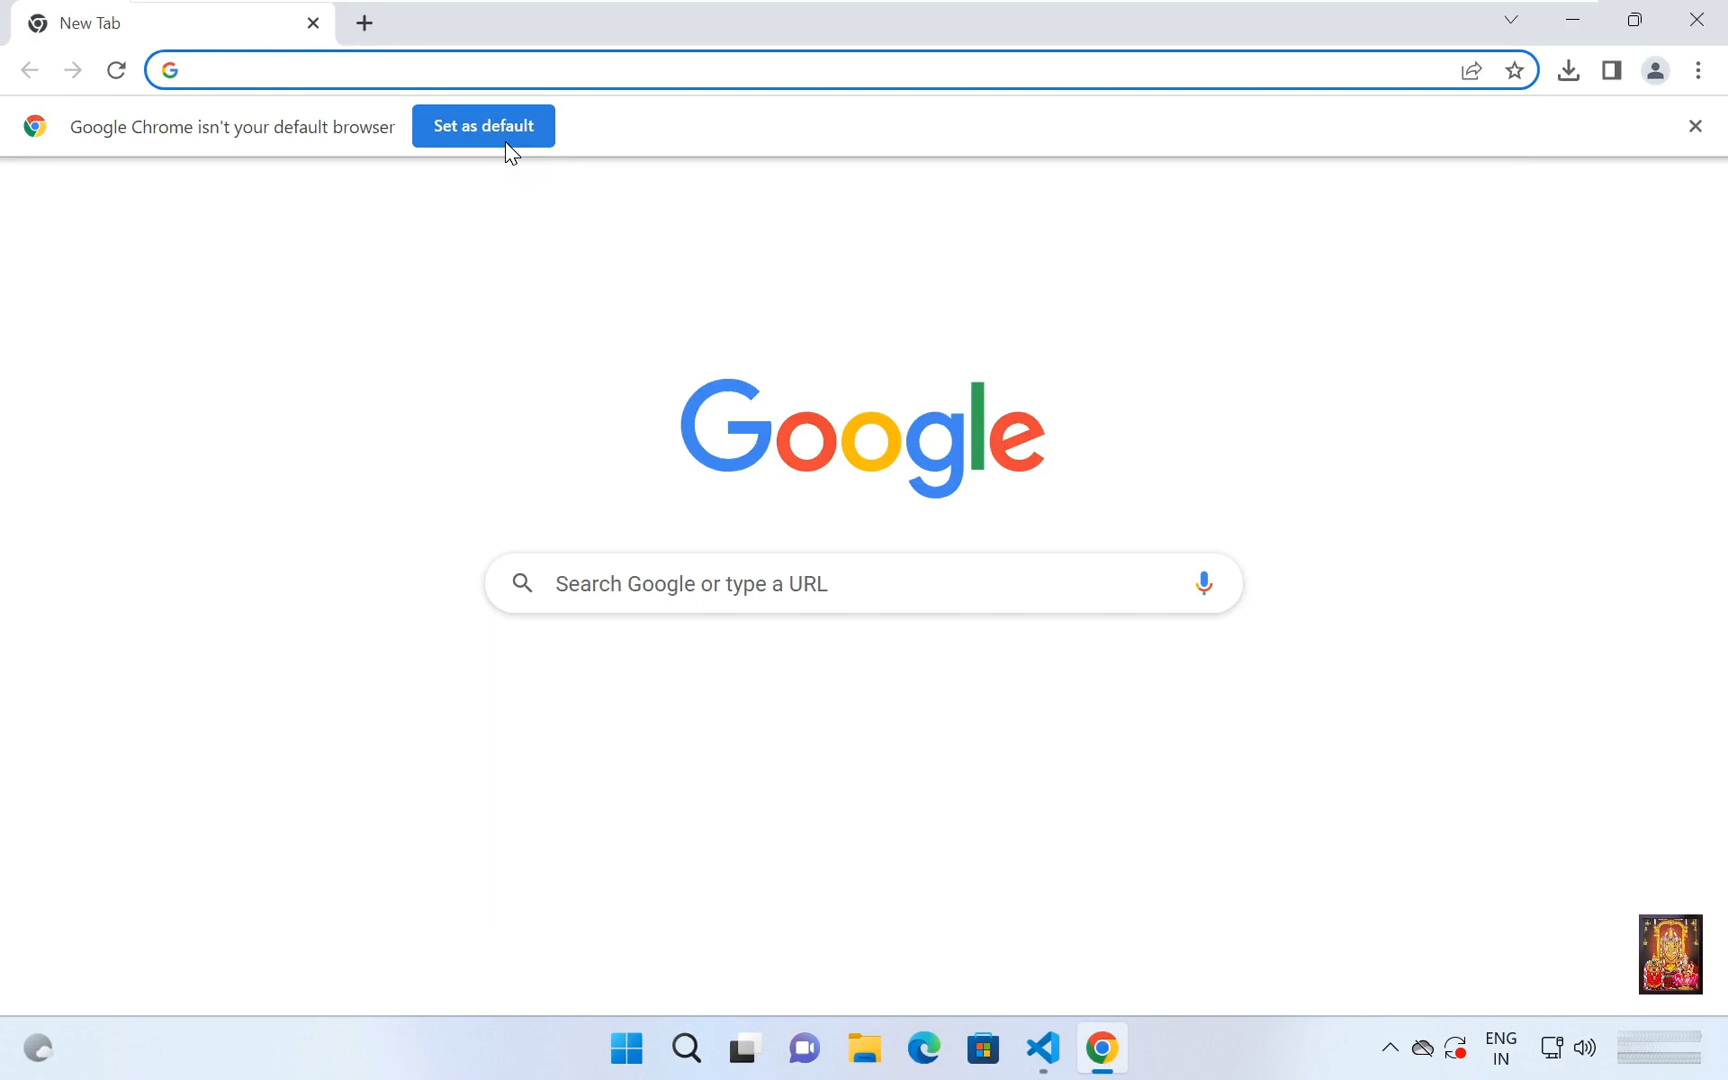 New Tab
Google Chrome isn't your default browser
Set as default
Google
Search Google or type a URL
ENG
IN